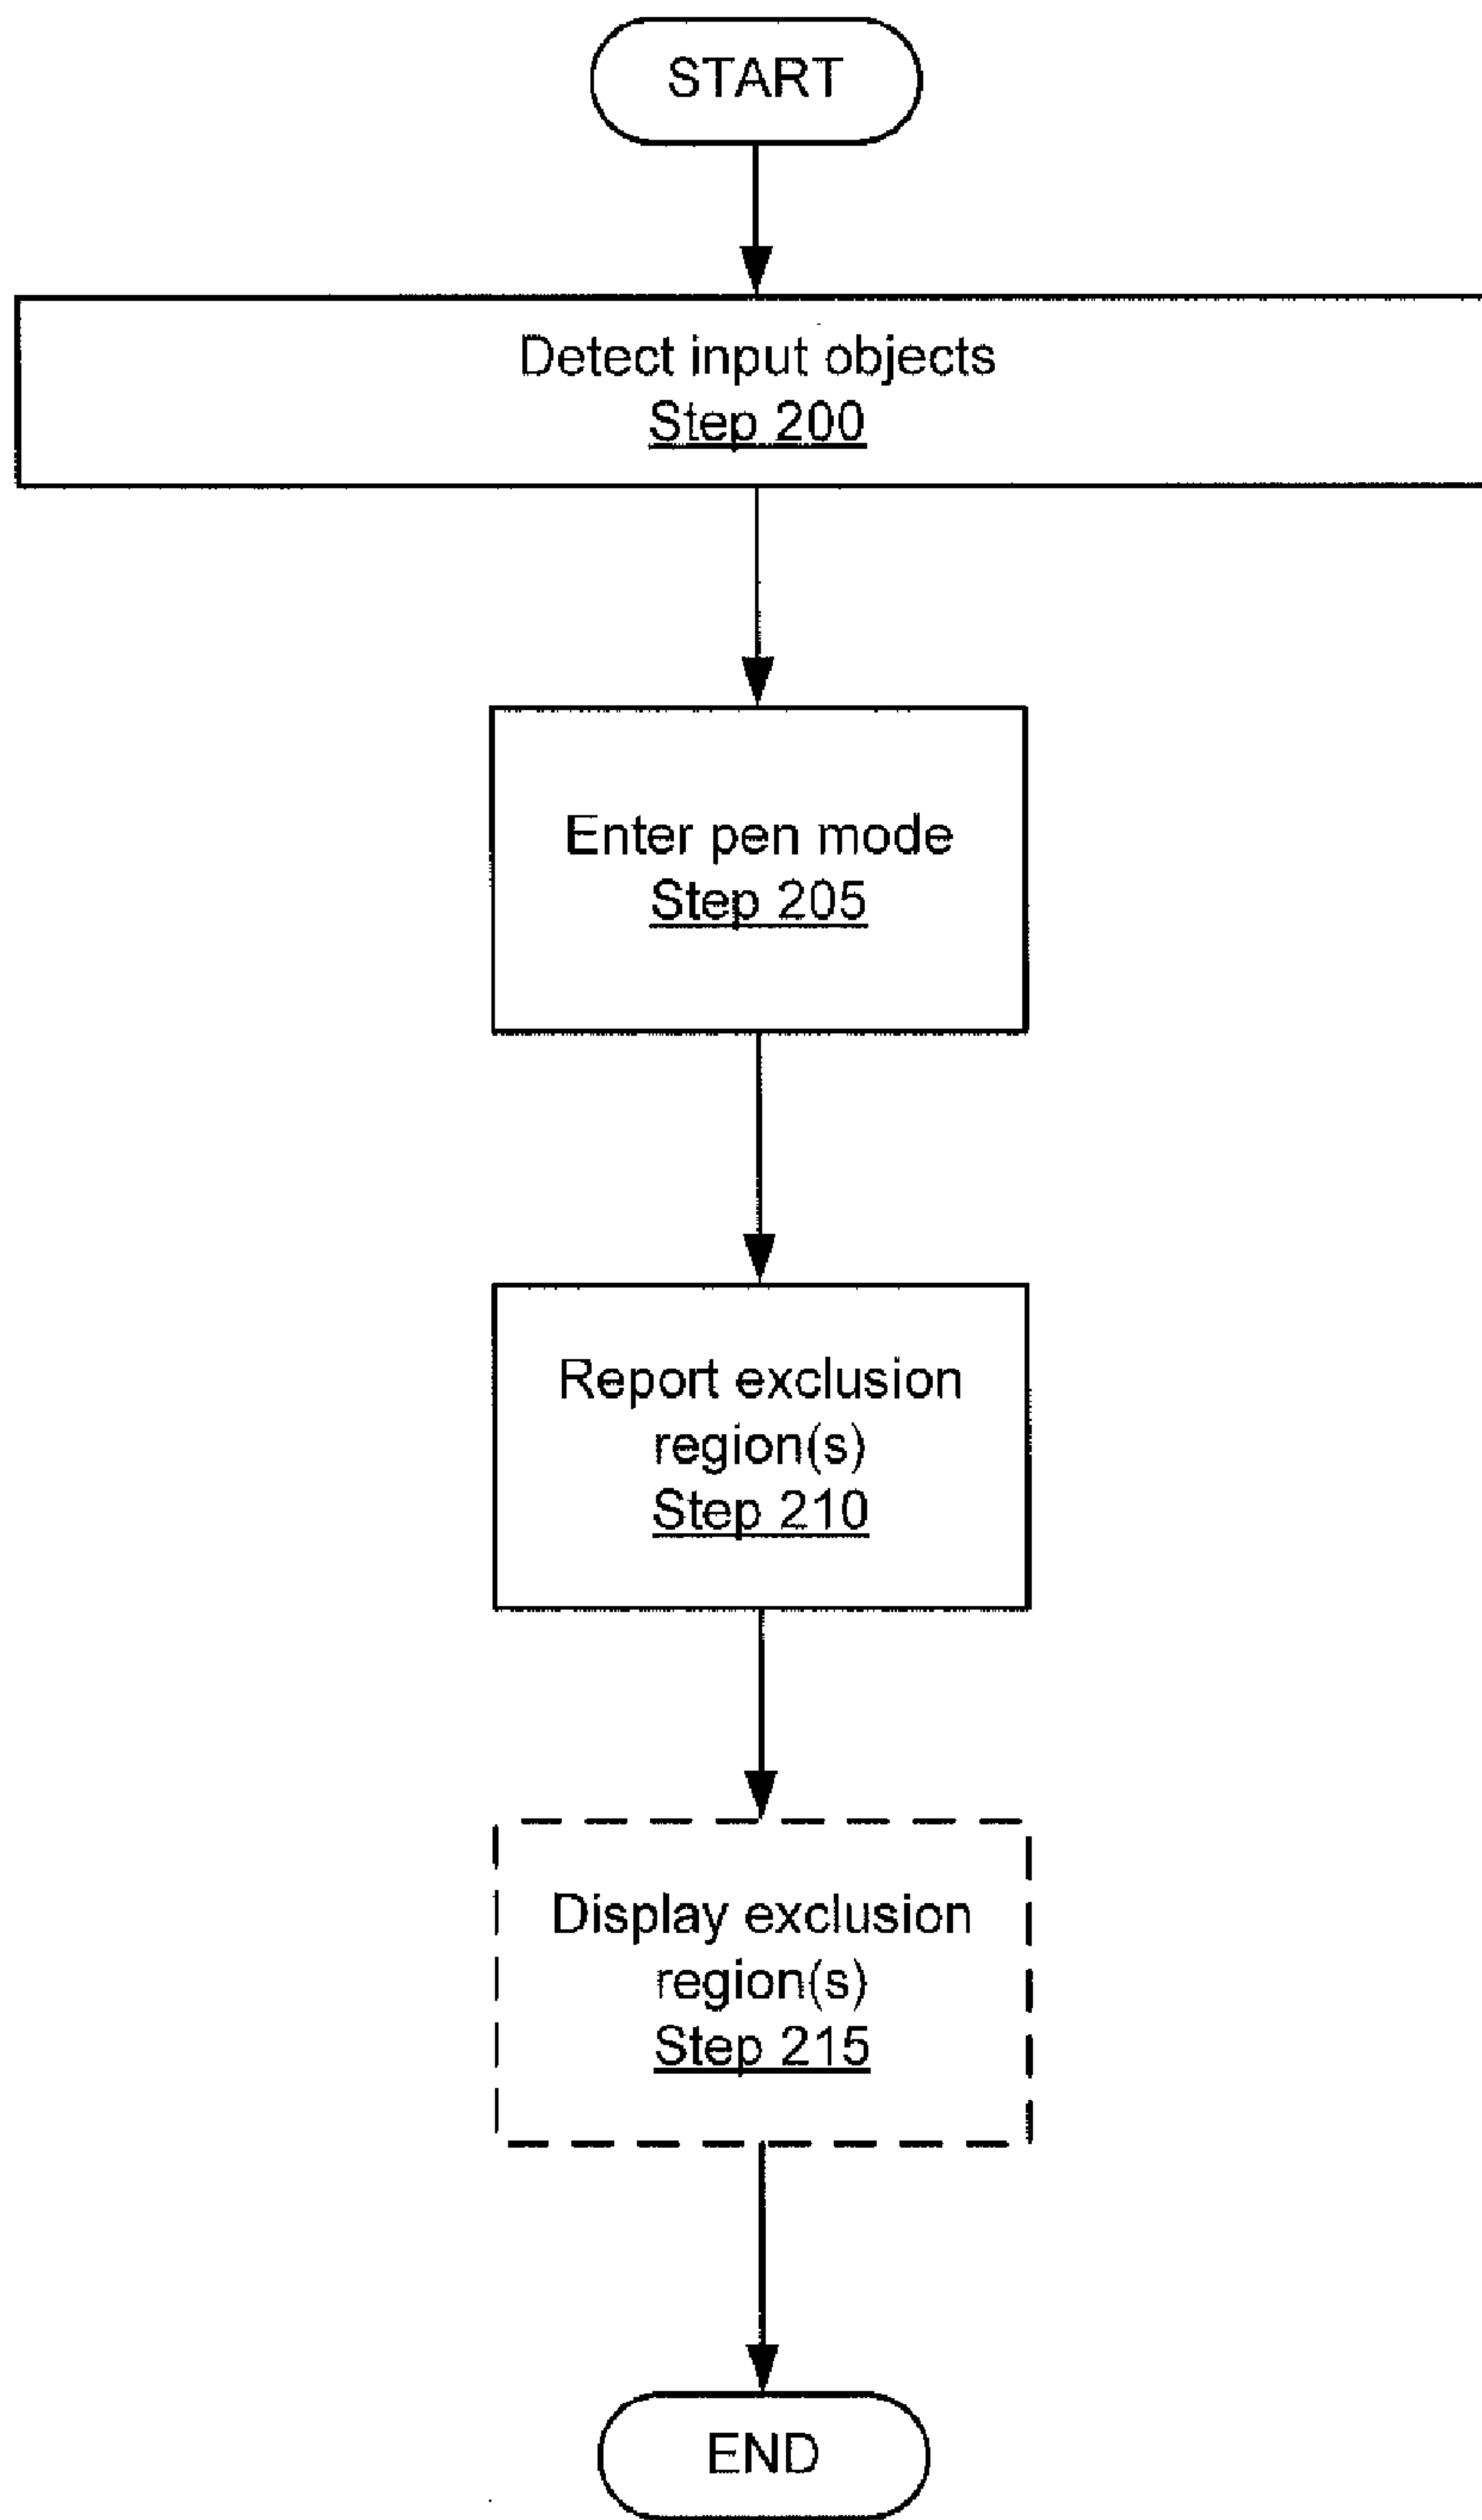 START
Detect input objects
Step 200
Enter pen mode
Step 205
Report exclusion
region(s)
Step 210
Display exclusion
region(s)
Step 215
END